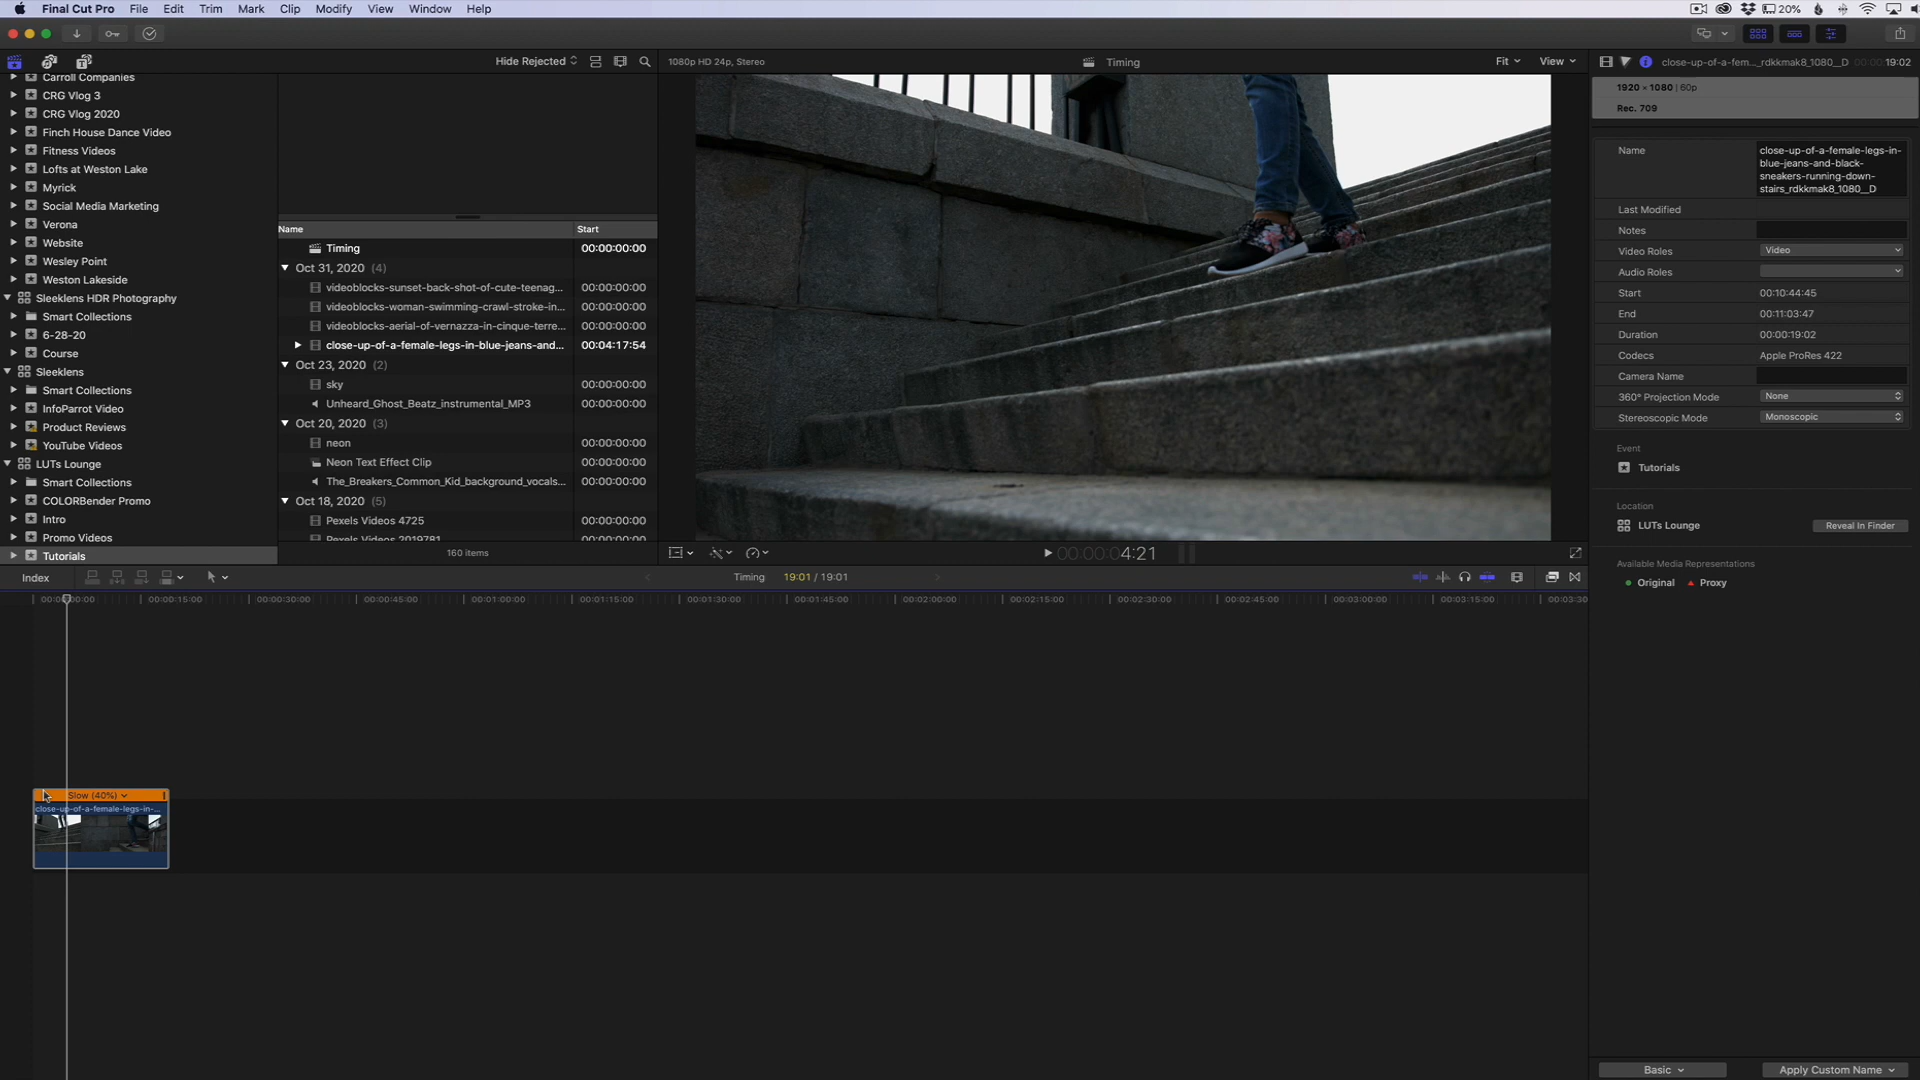 Final Cut Pro File Edit Trim Mark Clip Modify View Window Help
20%
Hide Rejected
1080p HD 24p, Stereo
Timing
Fit
View
close-up-of-a-fem..._rdkkmak8_1080__D
00:00:19:02
Carroll Companies
CRG Vlog 3
CRG Vlog 2020
Finch House Dance Video
Fitness Videos
Lofts at Weston Lake
Myrick
Social Media Marketing
Verona
Website
Wesley Point
Weston Lakeside
Sleeklens HDR Photography
Smart Collections
6-28-20
Course
Sleeklens
Smart Collections
InfoParrot Video
Product Reviews
YouTube Videos
LUTs Lounge
Smart Collections
COLORBender Promo
Intro
Promo Videos
Tutorials
Name Start
Timing 00:00:00:00
Oct 31, 2020 (4)
videoblocks-sunset-back-shot-of-cute-teenag... 00:00:00:00
videoblocks-woman-swimming-crawl-stroke-in... 00:00:00:00
videoblocks-aerial-of-vernazza-in-cinque-terre... 00:00:00:00
close-up-of-a-female-legs-in-blue-jeans-and... 00:04:17:54
Oct 23, 2020 (2)
sky 00:00:00:00
Unheard_Ghost_Beatz_instrumental_MP3 00:00:00:00
Oct 20, 2020 (3)
neon 00:00:00:00
Neon Text Effect Clip 00:00:00:00
The_Breakers_Common_Kid_background_vocals... 00:00:00:00
Oct 18, 2020 (5)
Pexels Videos 4725 00:00:00:00
Pexels Videos 2019781
160 items
00:00:00:04:21
1920 × 1080 | 60p
Rec. 709
Name close-up-of-a-female-legs-in-
blue-jeans-and-black-
sneakers-running-down-
stairs_rdkkmak8_1080__D
Last Modified
Notes
Video Roles Video
Audio Roles
Start 00:10:44:45
End 00:11:03:47
Duration 00:00:19:02
Codecs Apple ProRes 422
Camera Name
360° Projection Mode None
Stereoscopic Mode Monoscopic
Event
Tutorials
Location
LUTs Lounge Reveal In Finder
Available Media Representations
Original Proxy
Index
Timing 19:01 / 19:01
00:00:15:00 00:00:30:00 00:00:45:00 00:01:00:00 00:01:15:00 00:01:30:00 00:01:45:00 00:02:00:00 00:02:15:00 00:02:30:00 00:02:45:00 00:03:00:00 00:03:15:00 00:03:30
Slow (40%)
close-up-of-a-female-legs-in-...
Basic
Apply Custom Name